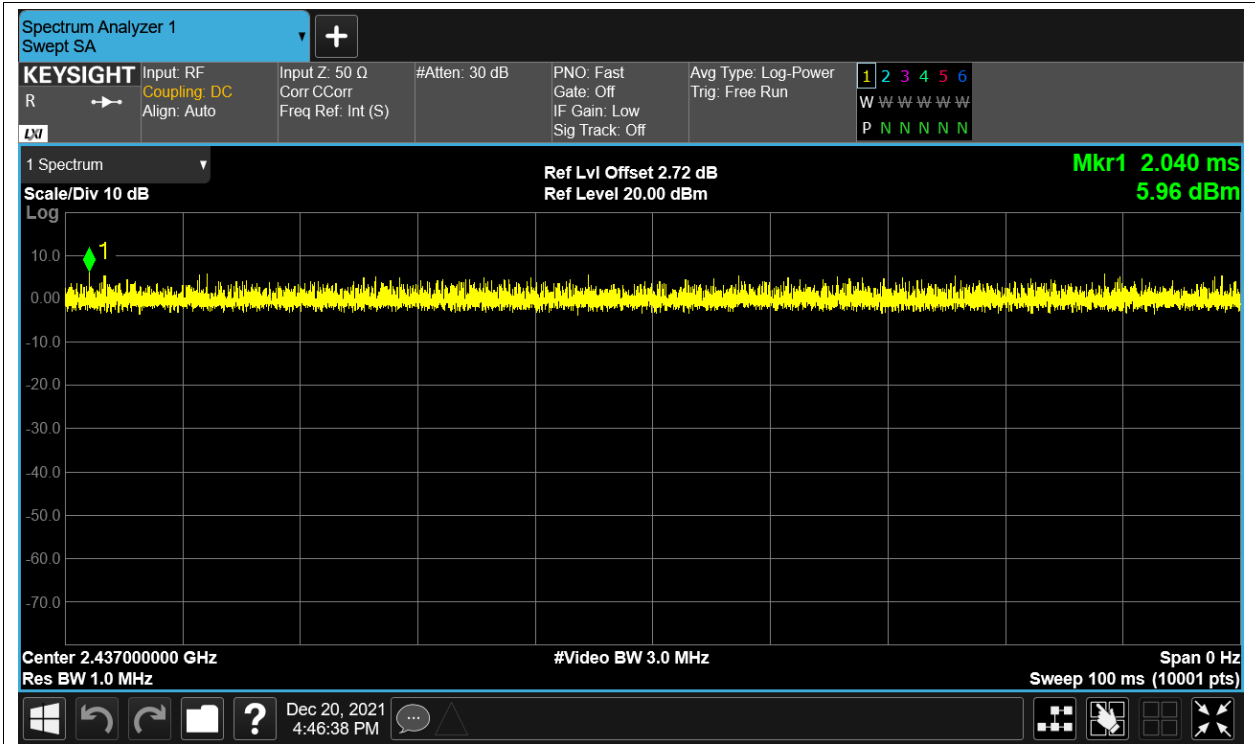 Spectrum Analyzer 1
Swept SA
KEYSIGHT
R
LXI
Input: RF
Coupling: DC
Align: Auto
Input Z: 50 Ω
Corr CCorr
Freq Ref: Int (S)
#Atten: 30 dB
PNO: Fast
Gate: Off
IF Gain: Low
Sig Track: Off
Avg Type: Log-Power
Trig: Free Run
1 2 3 4 5 6
W W W W W W
P N N N N N
1 Spectrum
Scale/Div 10 dB
Log
Ref Lvl Offset 2.72 dB
Ref Level 20.00 dBm
Mkr1 2.040 ms
5.96 dBm
1
10.0
0.00
-10.0
-20.0
-30.0
-40.0
-50.0
-60.0
-70.0
Center 2.437000000 GHz
Res BW 1.0 MHz
#Video BW 3.0 MHz
Span 0 Hz
Sweep 100 ms (10001 pts)
?
Dec 20, 2021
4:46:38 PM